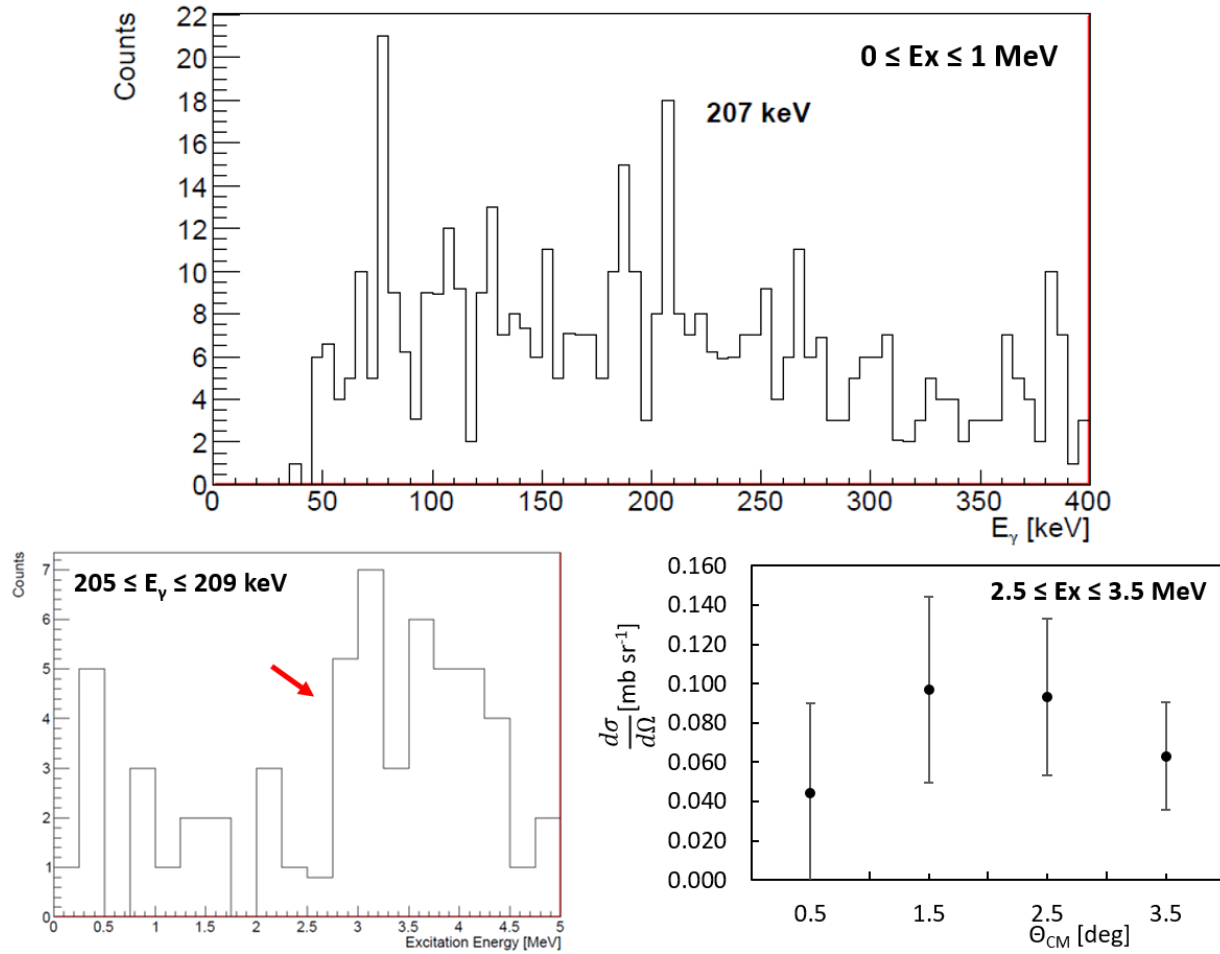 Counts
22
20
18
16
14
12
10
8
6
4
2
0
0 ≤ Ex ≤ 1 MeV
207 keV
0 50 100 150 200 250 300 350 400
Eγ [keV]
Counts
7
6
5
4
3
2
1
0
205 ≤ Eγ ≤ 209 keV
0 0.5 1 1.5 2 2.5 3 3.5 4 4.5 5
Excitation Energy [MeV]
dσ/dΩ [mb sr⁻¹]
0.160
0.140
0.120
0.100
0.080
0.060
0.040
0.020
0.000
2.5 ≤ Ex ≤ 3.5 MeV
0.5 1.5 2.5 3.5
ΘCM [deg]